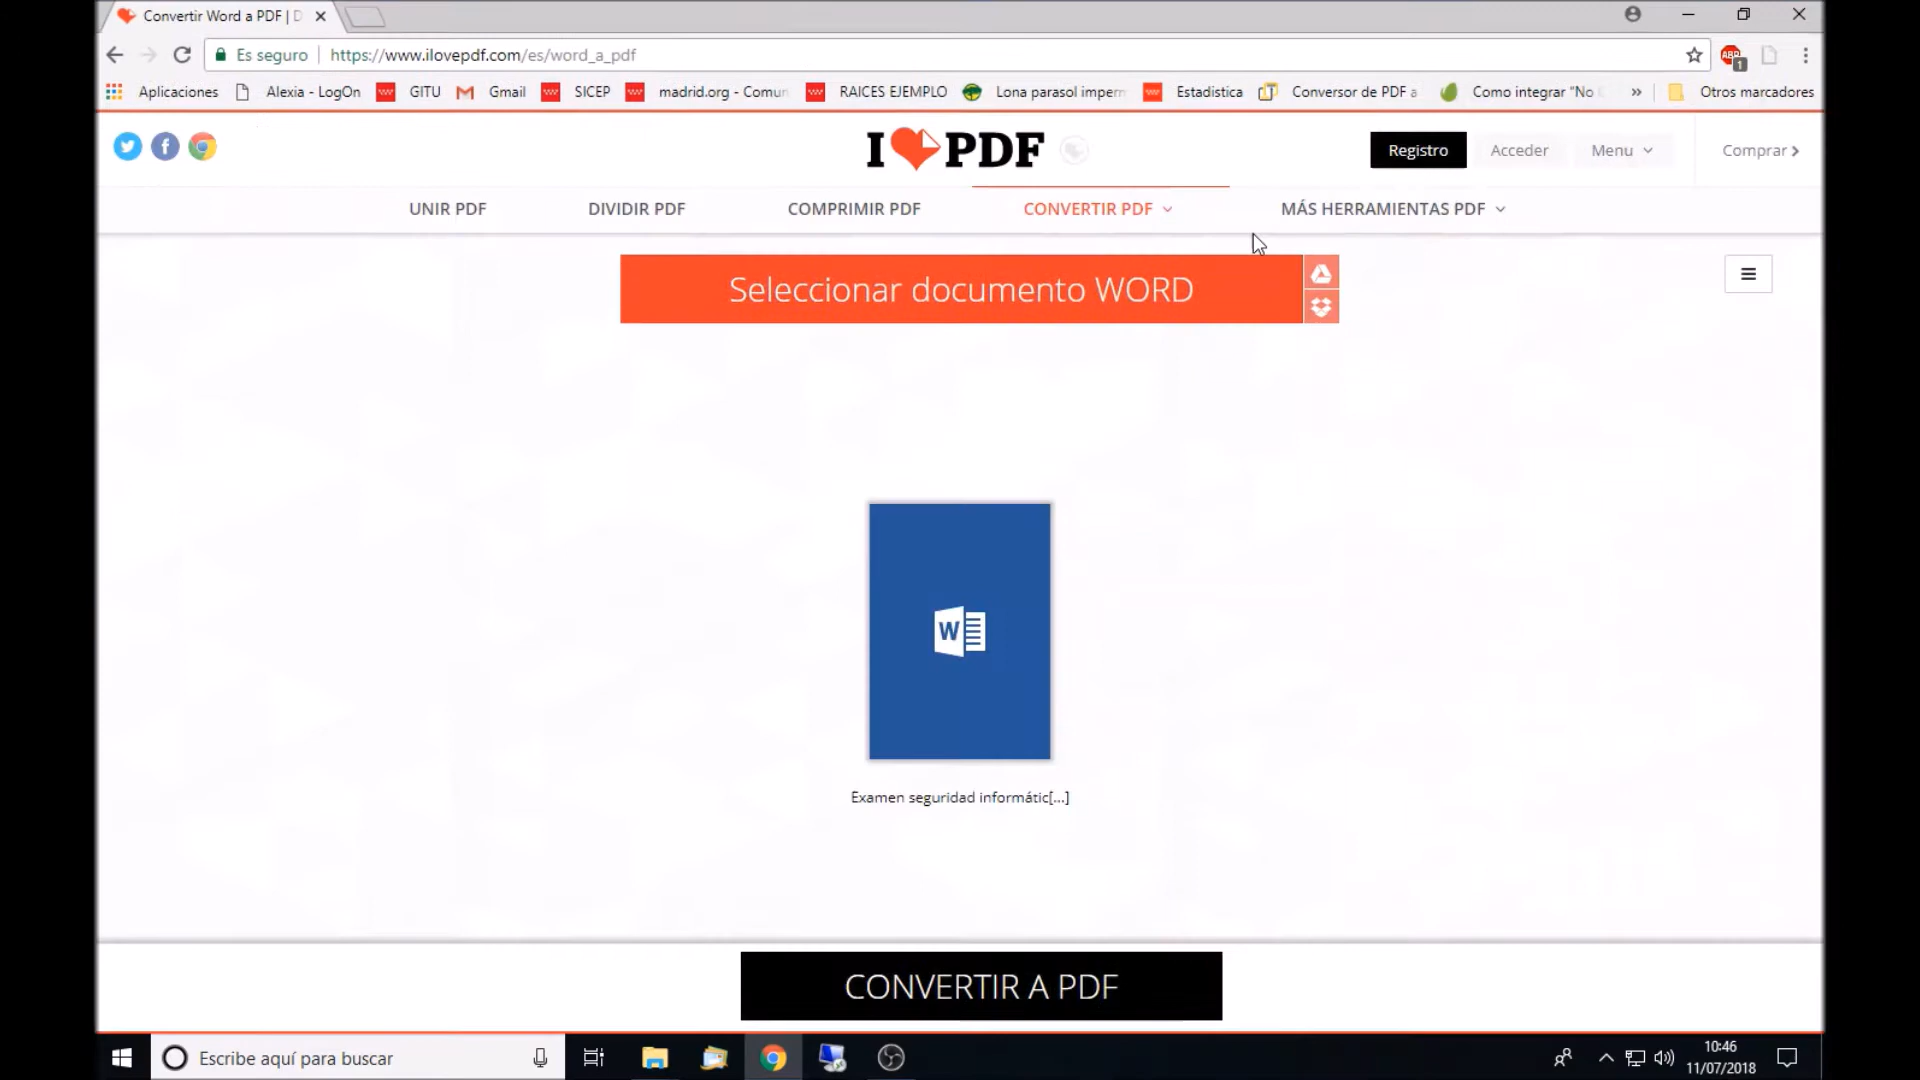 Convertir Word a PDF | D
Es seguro
https://www.ilovepdf.com/es/word_a_pdf
ABP
1
Aplicaciones
Alexia - LogOn
GITU
Gmail
SICEP
madrid.org - Comun
RAICES EJEMPLO
Lona parasol imperm
Estadistica
Conversor de PDF a
Como integrar "No
»
Otros marcadores
I PDF
Registro
Acceder
Menu
Comprar
UNIR PDF
DIVIDIR PDF
COMPRIMIR PDF
CONVERTIR PDF
MÁS HERRAMIENTAS PDF
Seleccionar documento WORD
W
Examen seguridad informátic[...]
CONVERTIR A PDF
Escribe aquí para buscar
10:46
11/07/2018